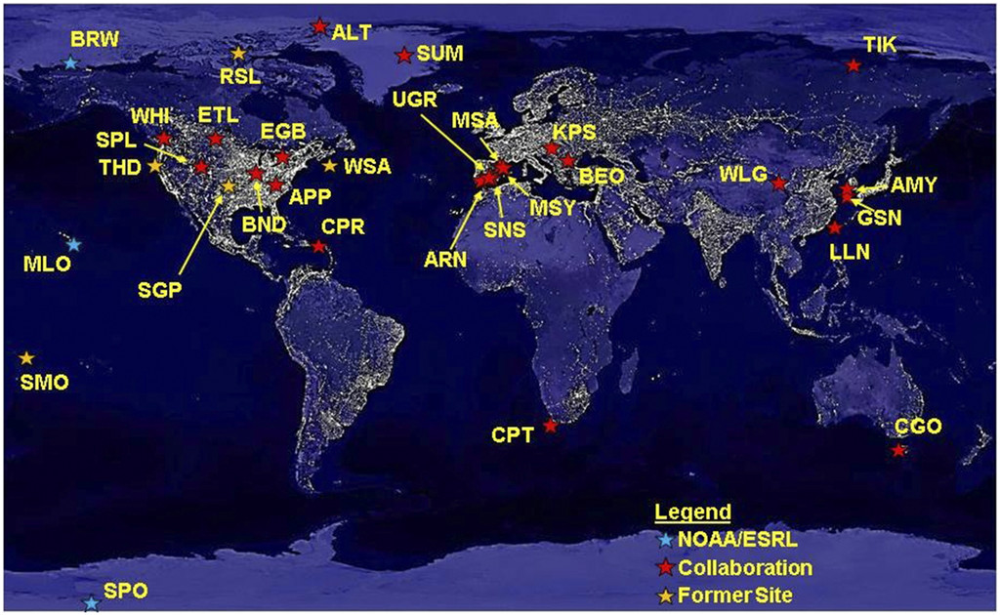 ALT
BRW
TIK
SUM
RSL
UGR
WHI
ETL
MSA
KPS
EGB
SPL
THD
WSA
BEO
WLG
AMY
APP
MSY
GSN
BND
CPR
SNS
LLN
ARN
MLO
SGP
SMO
CPT
CGO
Legend
NOAA/ESRL
Collaboration
Former Site
SPO